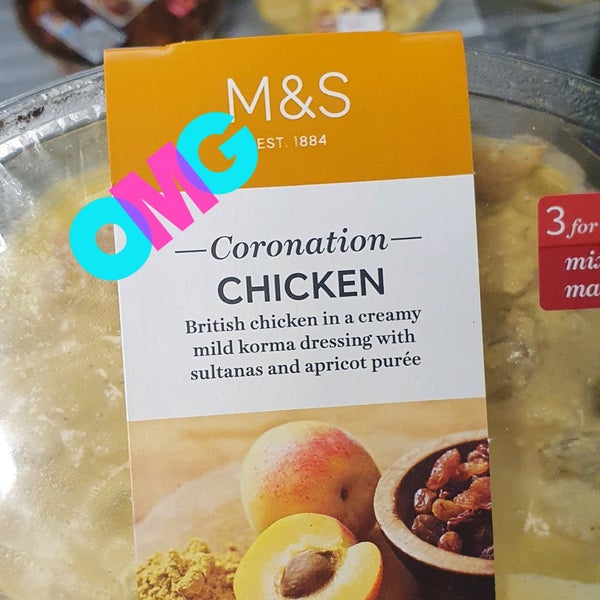 M&S
EST. 1884
OMG
—Coronation—
CHICKEN
British chicken in a creamy
mild korma dressing with
sultanas and apricot purée
3 for